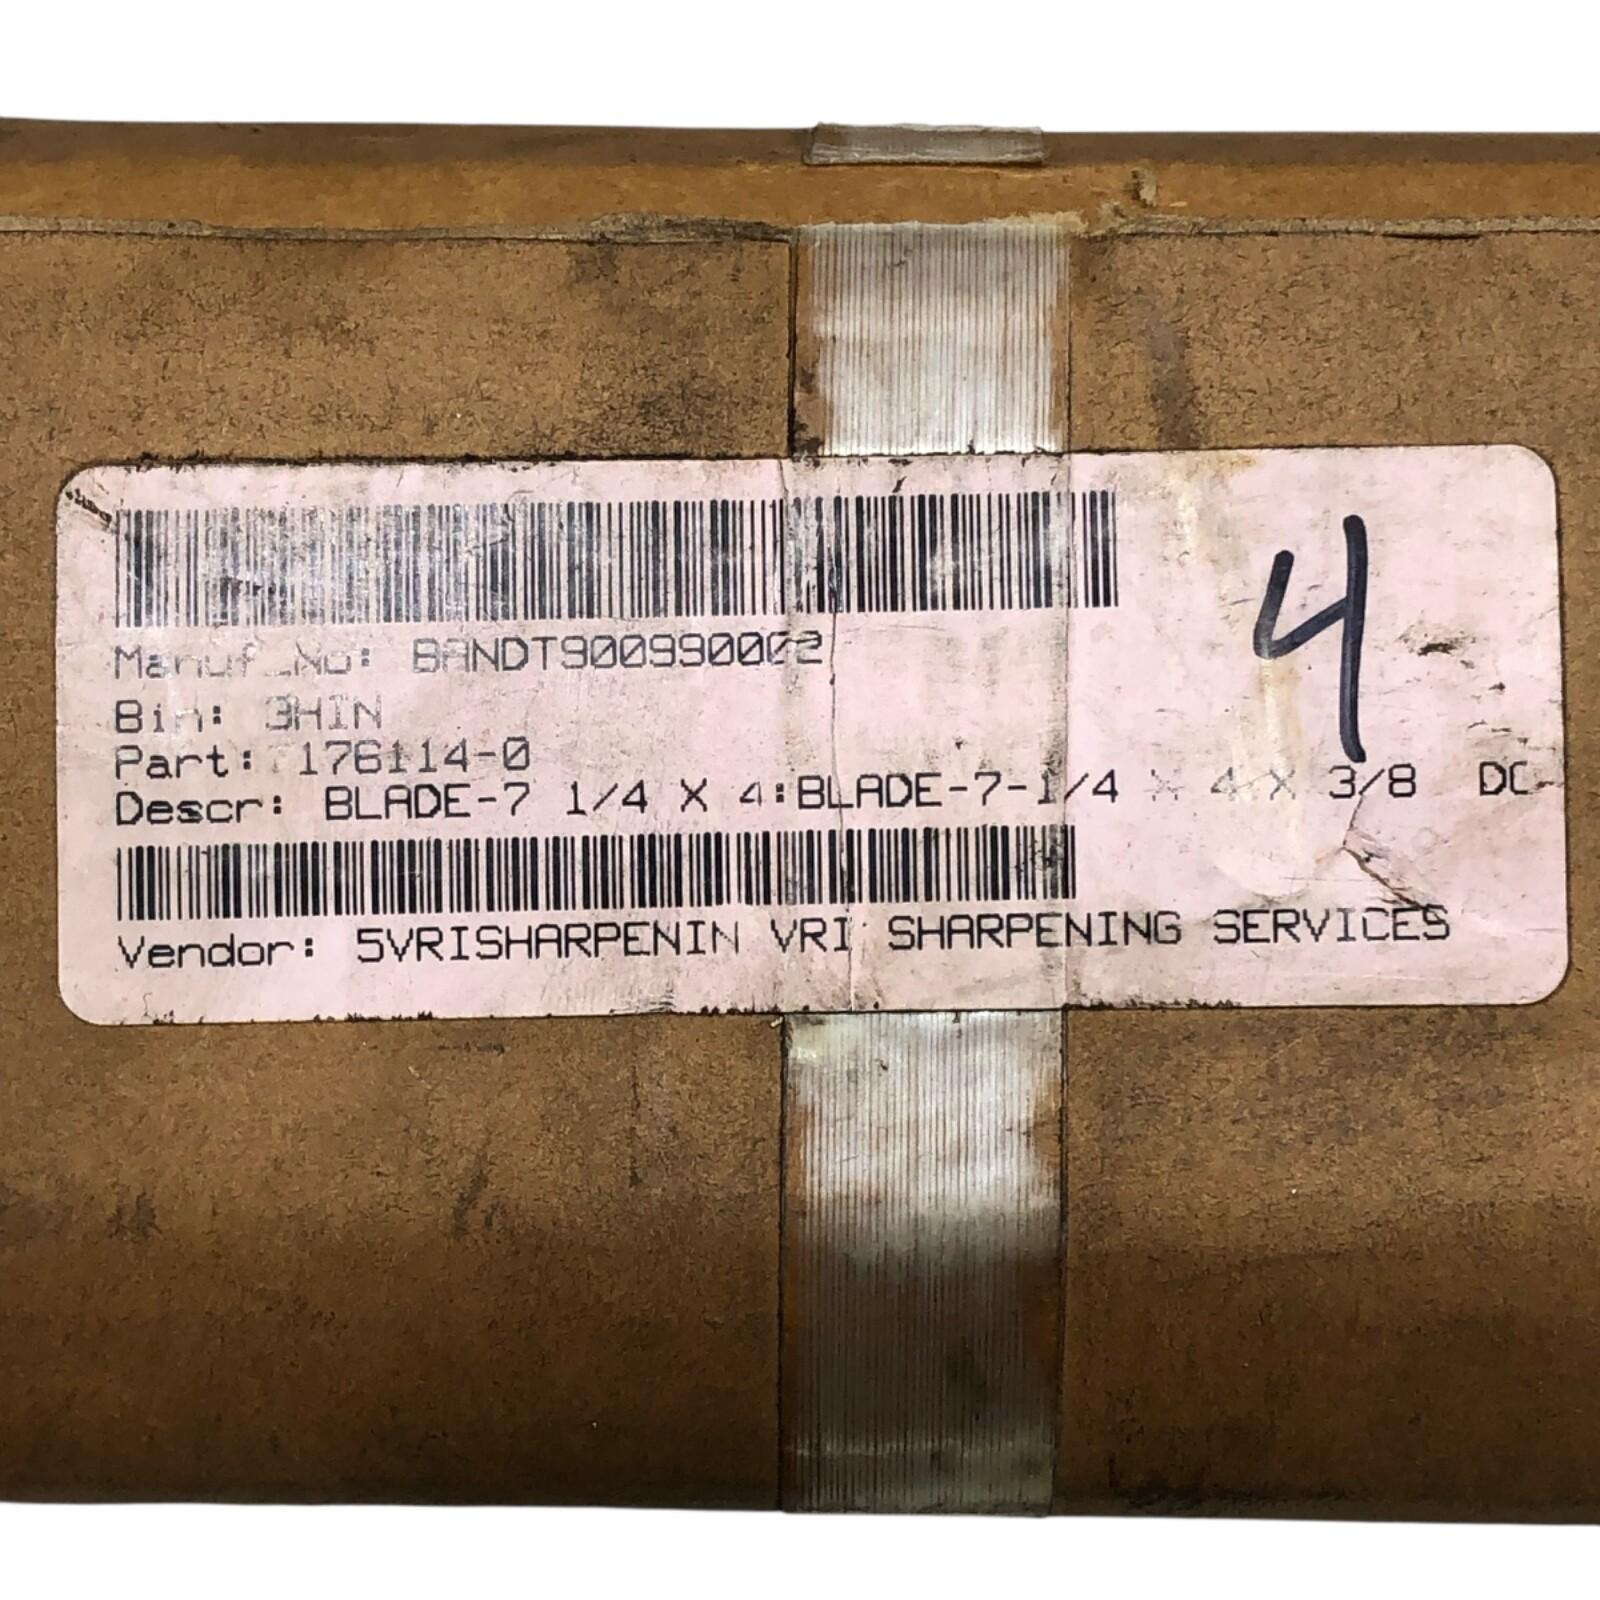 Manuf_No: BANDT900990002
4
Bin: 3HIN
Part: 176114-0
Descr: BLADE-7 1/4 X 4:BLADE-7-1/4 X 4 X 3/8
Vendor: 5VRISHARPENIN VRI SHARPENING SERVICES